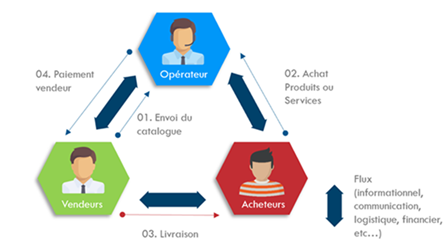 Opérateur
04. Paiement
vendeur
02. Achat
Produits ou
Services
01. Envoi du
catalogue
Vendeurs
Acheteurs
03. Livraison
Flux
(informationnel,
communication,
logistique, financier,
etc...)